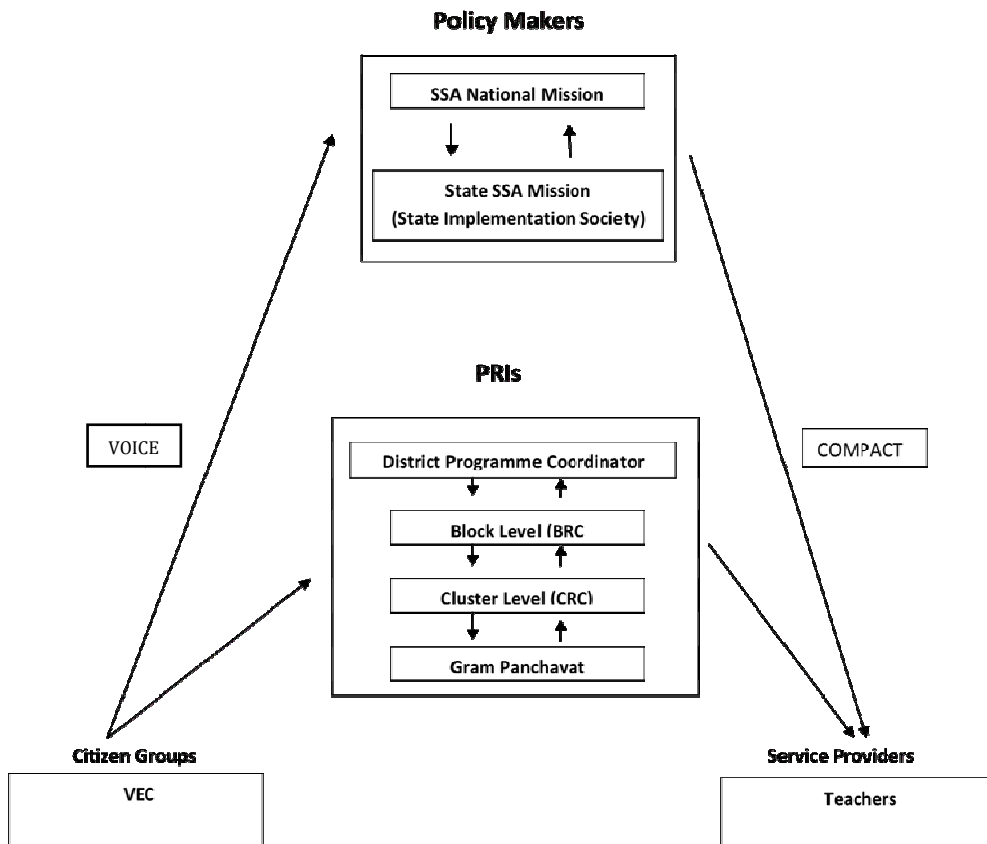 Policy Makers
SSA National Mission
State SSA Mission
(State Implementation Society)
PRIs
VOICE
COMPACT
District Programme Coordinator
Block Level (BRC
Cluster Level (CRC)
Gram Panchavat
Citizen Groups
Service Providers
VEC
Teachers